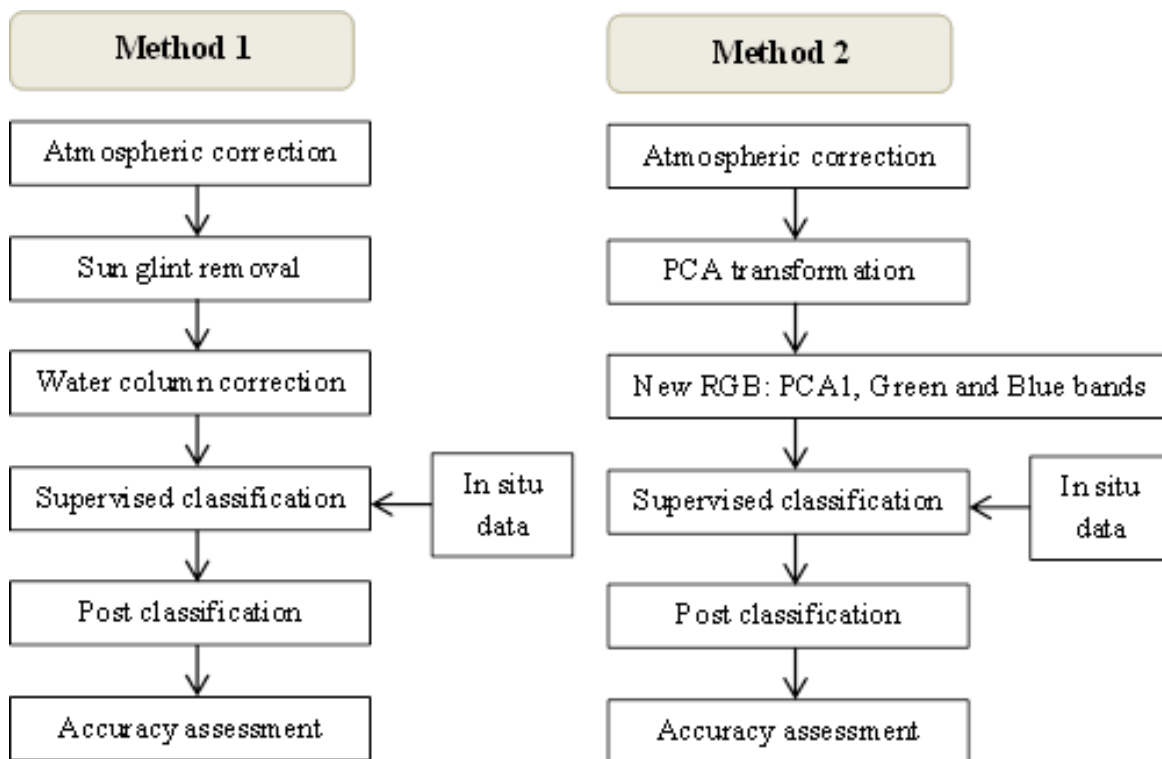 Method 1
Atmospheric correction
Sun glint removal
Water column correction
Supervised classification
In situ
data
Post classification
Accuracy assessment
Method 2
Atmospheric correction
PCA transformation
New RGB: PCA1, Green and Blue bands
Supervised classification
In situ
data
Post classification
Accuracy assessment